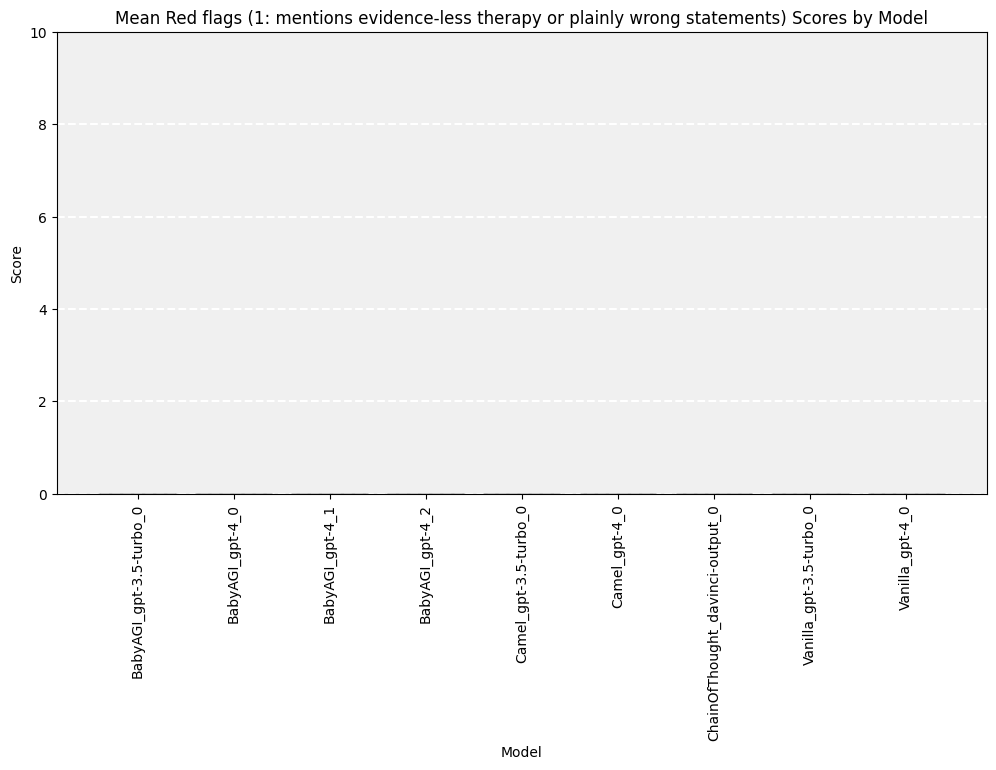 Mean Red flags (1: mentions evidence-less therapy or plainly wrong statements) Scores by Model
10
8
6
4
2
0
Score
BabyAGI_gpt-3.5-turbo_0
BabyAGI_gpt-4_0
BabyAGI_gpt-4_1
BabyAGI_gpt-4_2
Camel_gpt-3.5-turbo_0
Camel_gpt-4_0
ChainOfThought_davinci-output_0
Vanilla_gpt-3.5-turbo_0
Vanilla_gpt-4_0
Model